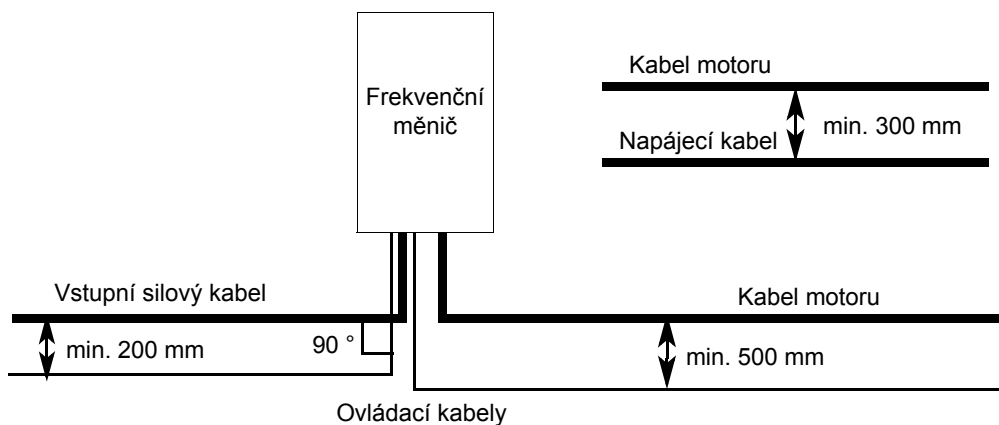 Frekvenční
měnič
Kabel motoru
min. 300 mm
Napájecí kabel
Vstupní silový kabel
min. 200 mm
90 °
Kabel motoru
min. 500 mm
Ovládací kabely